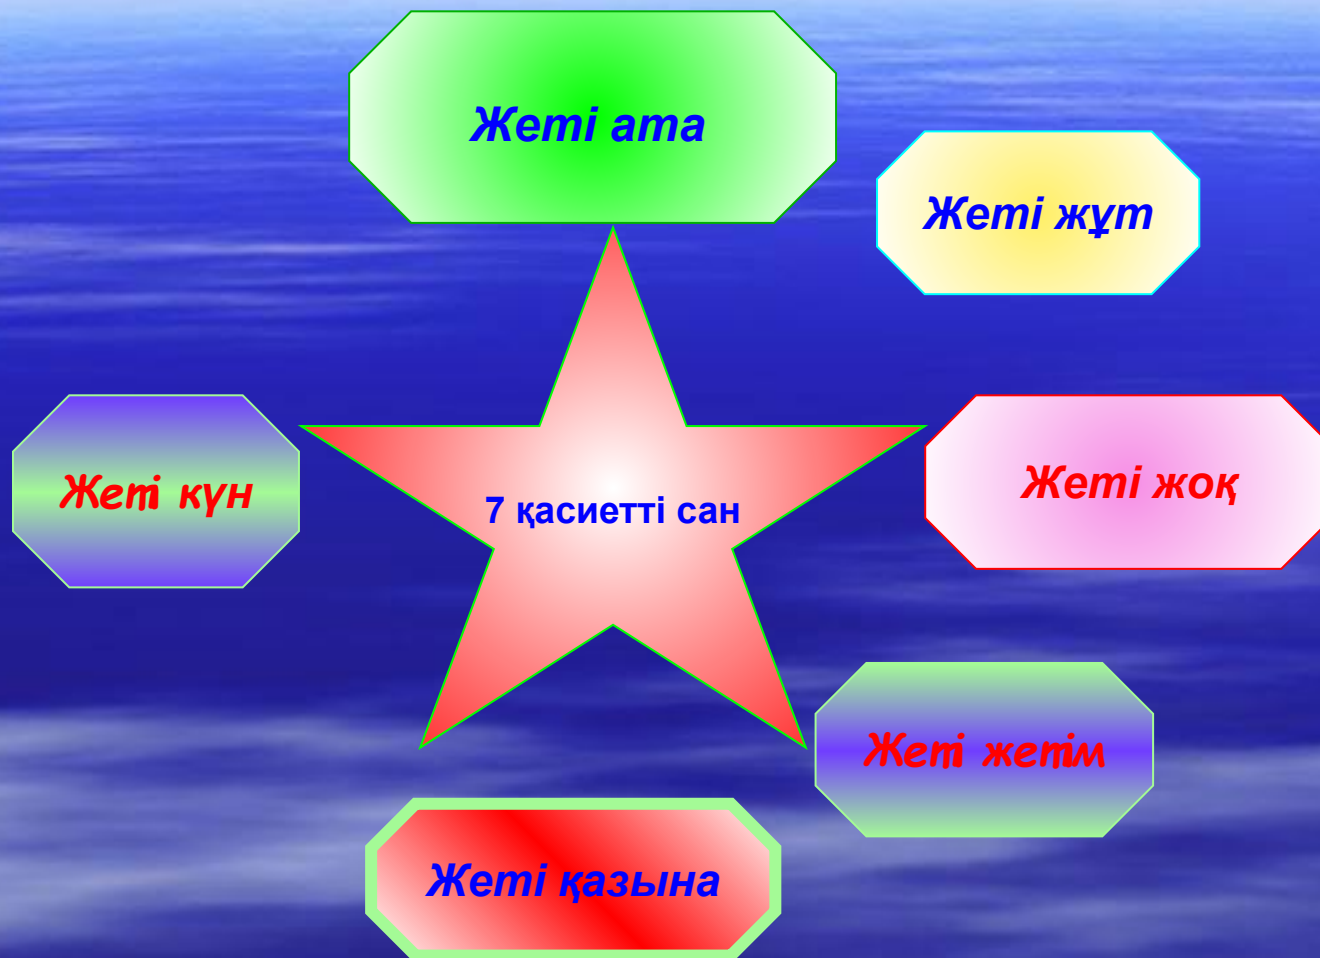 Жеті ата
Жеті жұт
Жеті күн
7 қасиетті сан
Жеті жоқ
Жеті жетім
Жеті қазына